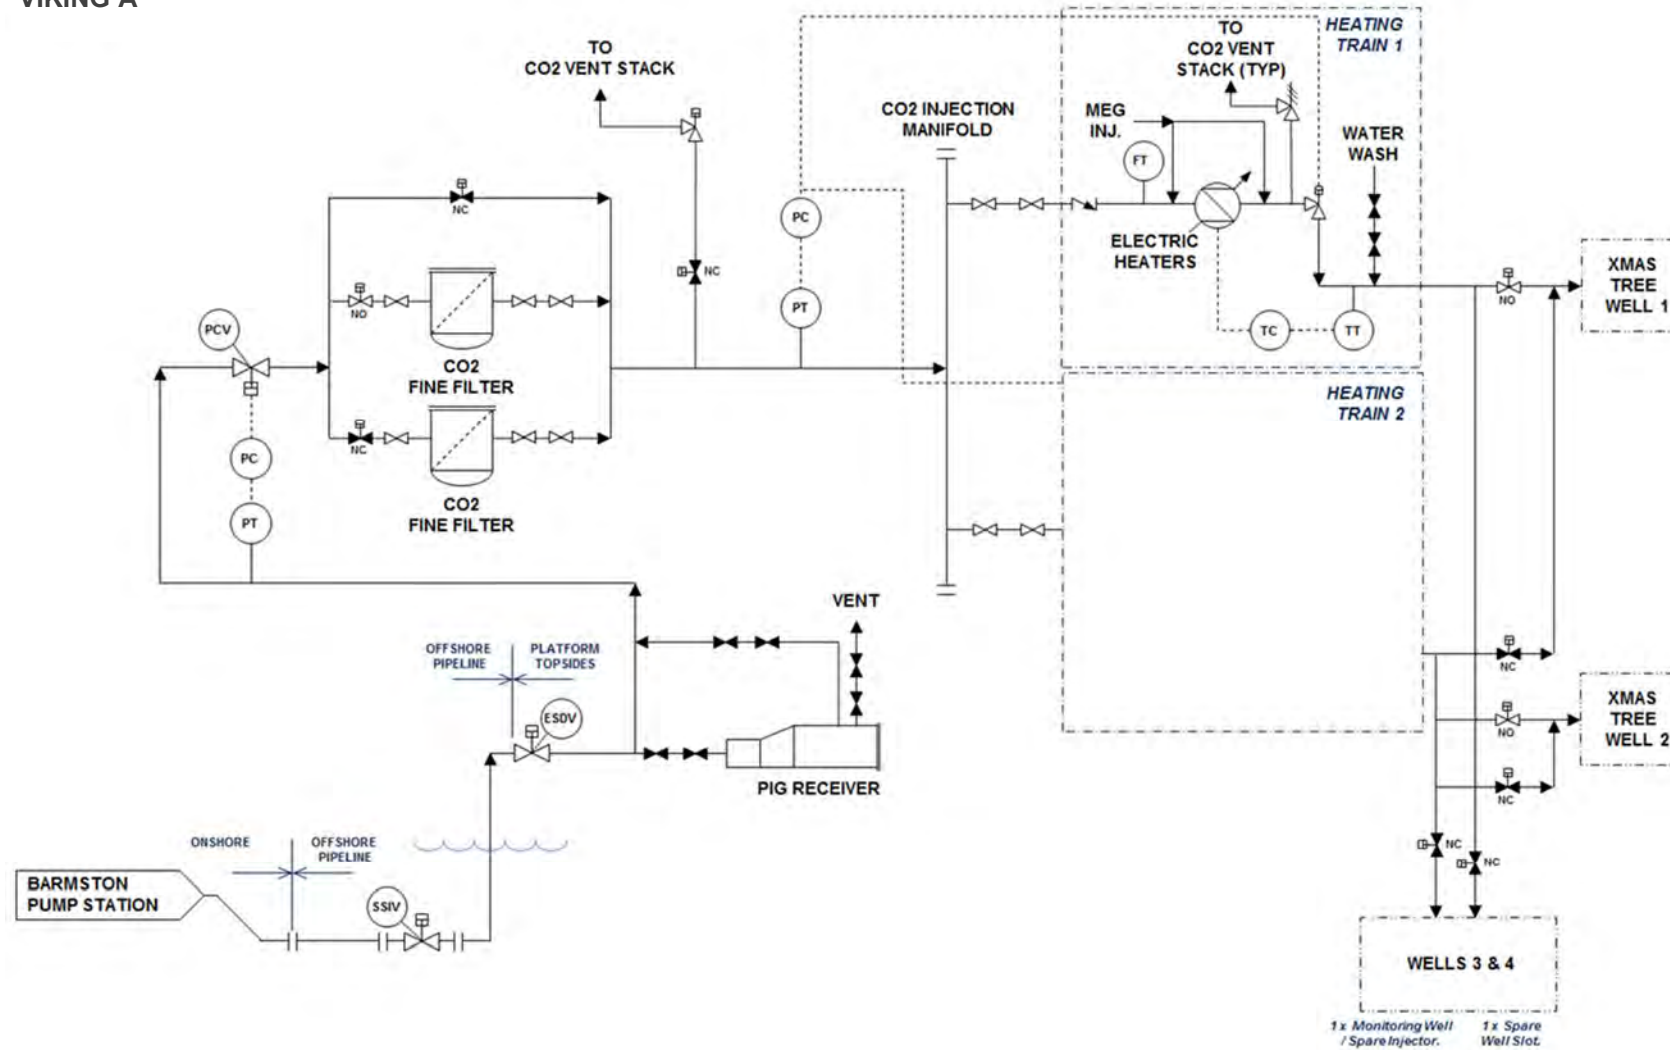 VIKING A
TO
CO2 VENT STACK
HEATING
TRAIN 1
TO
CO2 VENT
STACK (TYP)
CO2 INJECTION
MANIFOLD
MEG
INJ.
WATER
WASH
FT
NC
PC
ELECTRIC
HEATERS
NC
XMAS
TREE
WELL 1
NO
PT
NO
PCV
TC
TT
CO2
FINE FILTER
HEATING
TRAIN 2
NC
PC
CO2
FINE FILTER
PT
VENT
OFFSHORE
PIPELINE
PLATFORM
TOPSIDES
NC
XMAS
TREE
WELL 2
ESDV
NO
PIG RECEIVER
NC
ONSHORE
OFFSHORE
PIPELINE
NC
NC
BARMSTON
PUMP STATION
SSIV
WELLS 3 & 4
1 x Monitoring Well
/ Spare Injector.
1 x Spare
Well Slot.